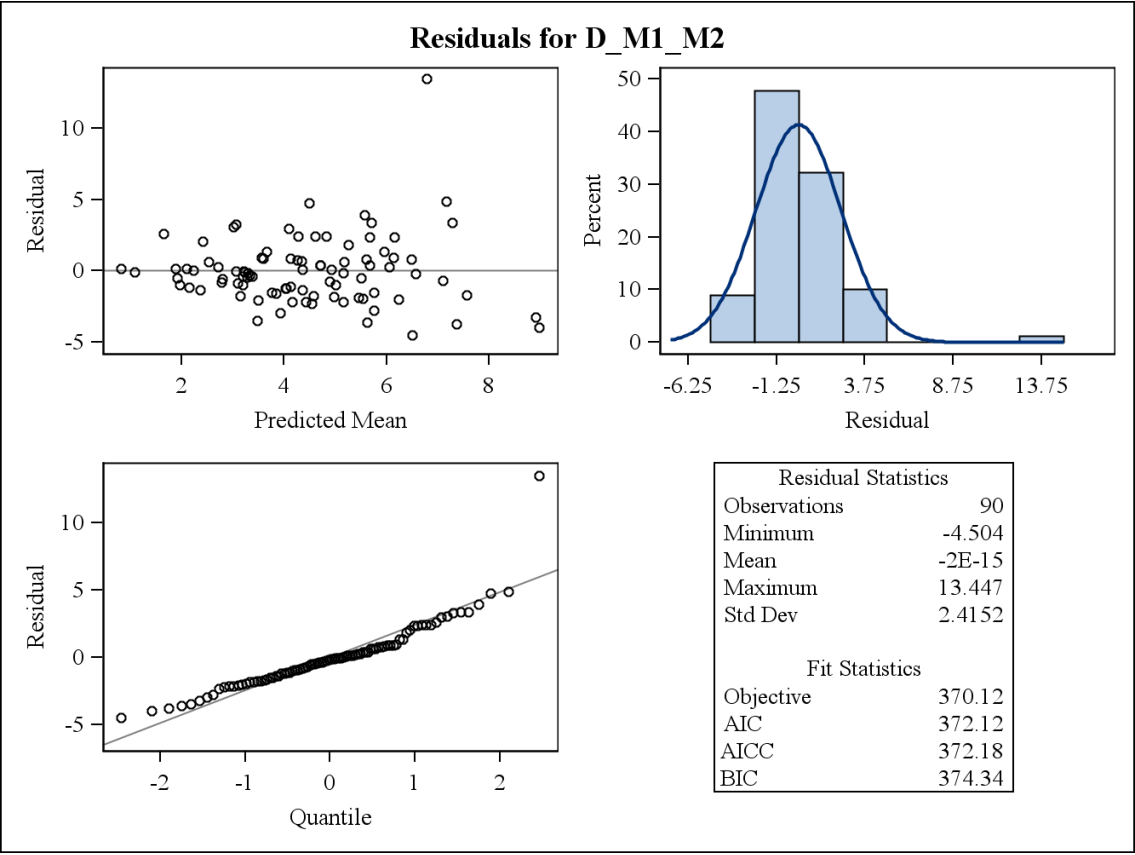 Residuals for D_M1_M2
Residual
10
5
0
-5
2 4 6 8
Predicted Mean
Percent
50
40
30
20
10
0
-6.25 -1.25 3.75 8.75 13.75
Residual
Residual
10
5
0
-5
-2 -1 0 1 2
Quantile
Residual Statistics
Observations 90
Minimum -4.504
Mean -2E-15
Maximum 13.447
Std Dev 2.4152
Fit Statistics
Objective 370.12
AIC 372.12
AICC 372.18
BIC 374.34